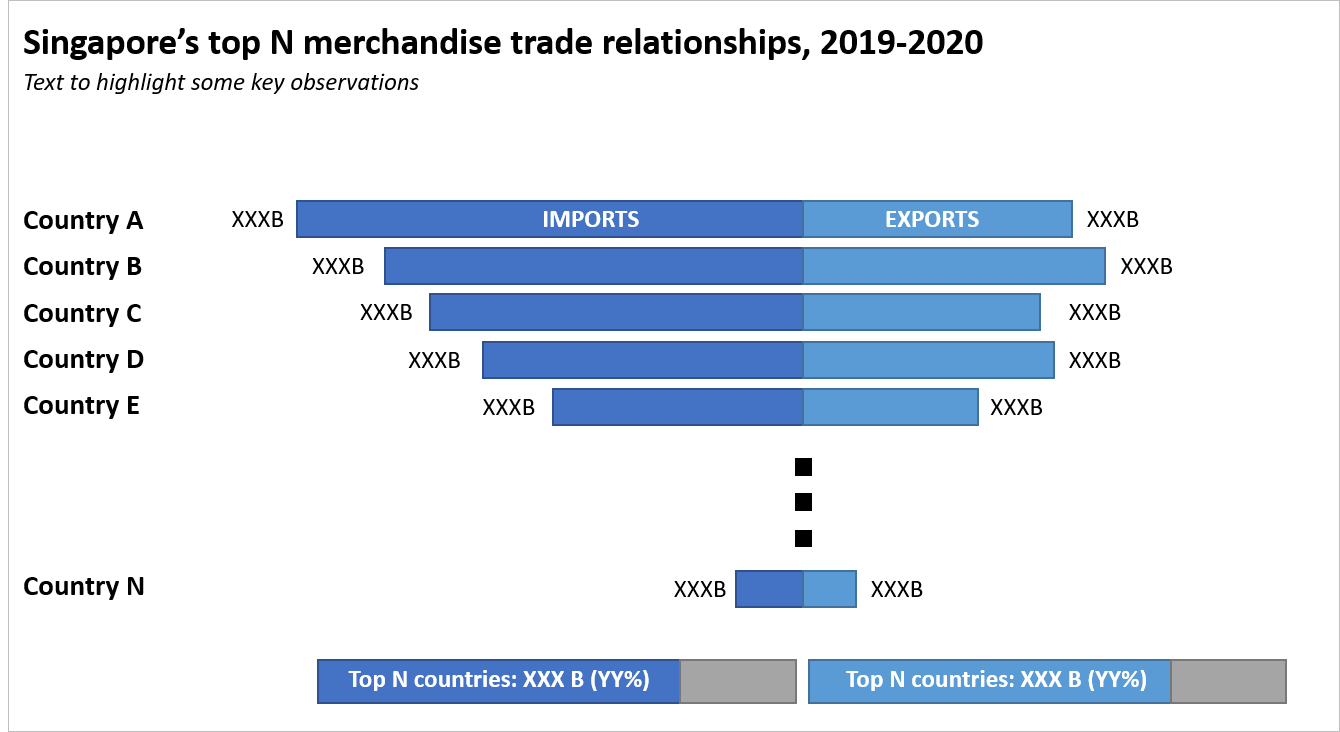 Singapore’s top N merchandise trade relationships, 2019-2020
Text to highlight some key observations
Country A XXXB IMPORTS EXPORTS XXXB
Country B XXXB XXXB
Country C XXXB XXXB
Country D XXXB XXXB
Country E XXXB XXXB
Country N XXXB XXXB
Top N countries: XXX B (YY%) Top N countries: XXX B (YY%)